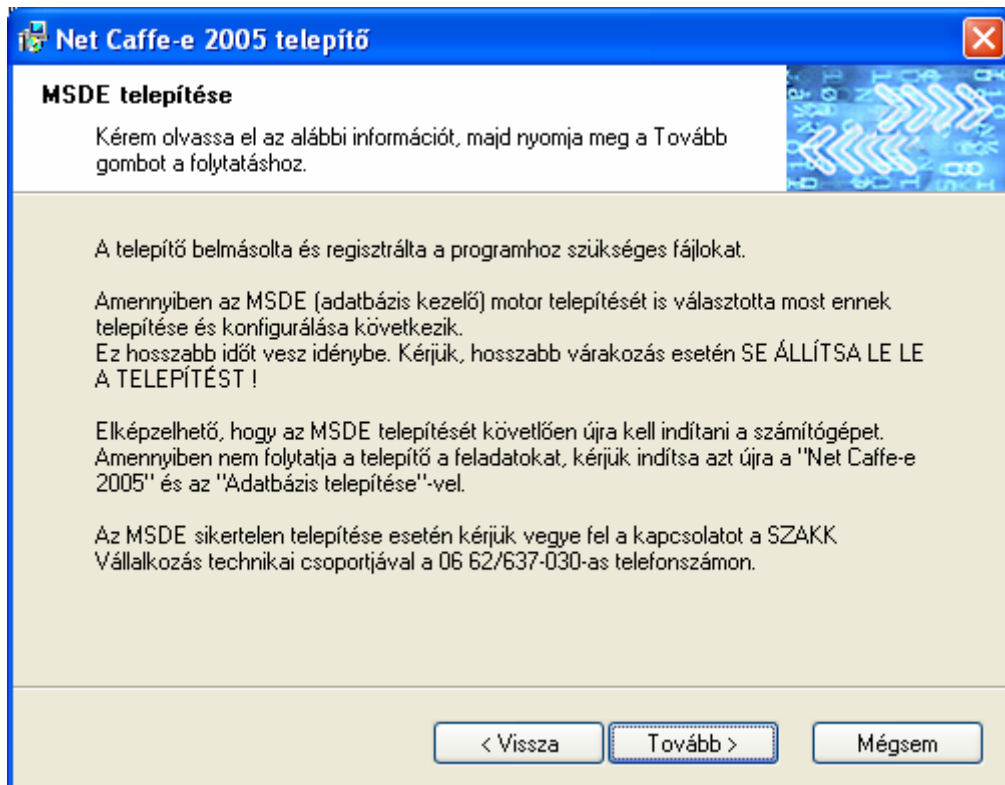 Net Caffe-e 2005 telepítő
MSDE telepítése
Kérem olvassa el az alábbi információt, majd nyomja meg a Tovább
gombot a folytatáshoz.
A telepítő belmásolta és regisztrálta a programhoz szükséges fájlokat.
Amennyiben az MSDE (adatbázis kezelő) motor telepítését is választotta most ennek
telepítése és konfigurálása következik.
Ez hosszabb időt vesz idénybe. Kérjük, hosszabb várakozás esetén SE ÁLLÍTSA LE LE
A TELEPÍTÉST !
Elképzelhető, hogy az MSDE telepítését követlően újra kell indítani a számítógépet.
Amennyiben nem folytatja a telepítő a feladatokat, kérjük indítsa azt újra a "Net Caffe-e
2005" és az "Adatbázis telepítése"-vel.
Az MSDE sikertelen telepítése esetén kérjük vegye fel a kapcsolatot a SZAKK
Vállalkozás technikai csoportjával a 06 62/637-030-as telefonszámon.
< Vissza Tovább > Mégsem